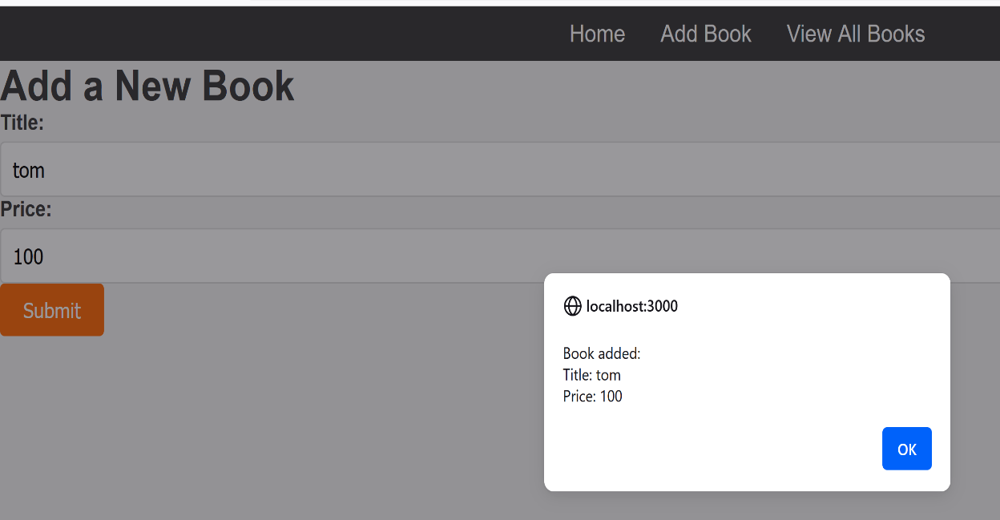 Home Add Book View All Books
Add a New Book
Title:
tom
Price:
100
Submit
localhost:3000
Book added:
Title: tom
Price: 100
OK